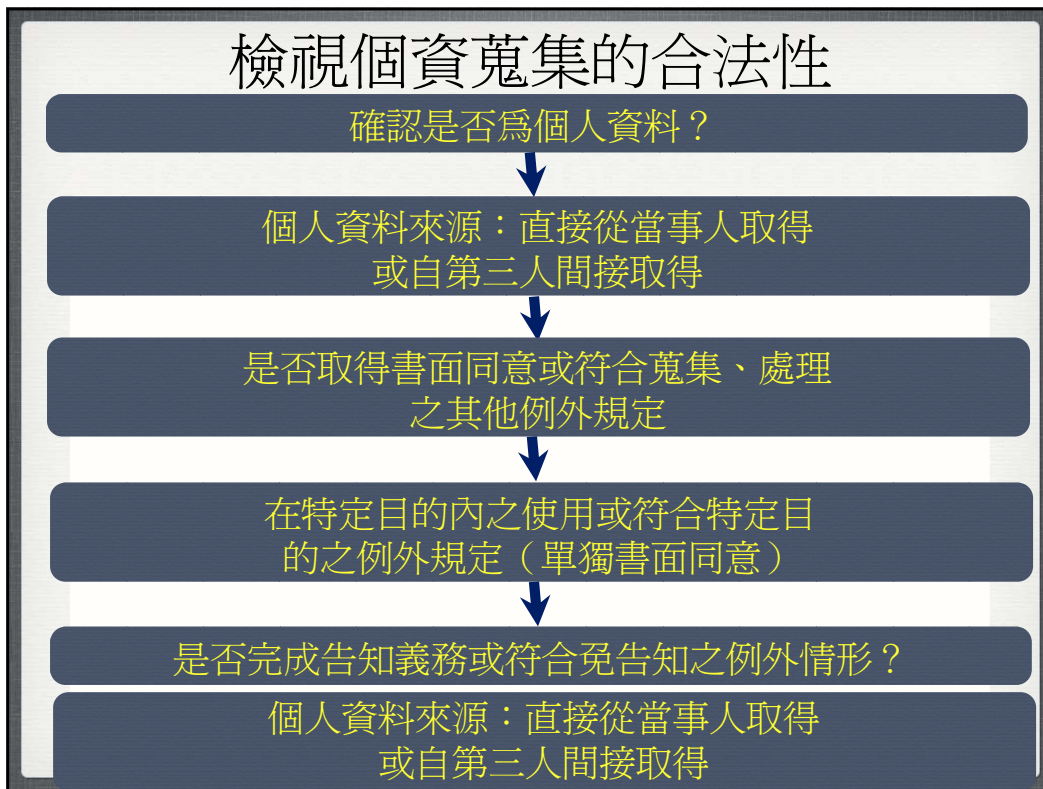 檢視個資蒐集的合法性
確認是否為個人資料？
個人資料來源：直接從當事人取得
或自第三人間接取得
是否取得書面同意或符合蒐集、處理
之其他例外規定
在特定目的內之使用或符合特定目
的之例外規定（單獨書面同意）
是否完成告知義務或符合免告知之例外情形？
個人資料來源：直接從當事人取得
或自第三人間接取得